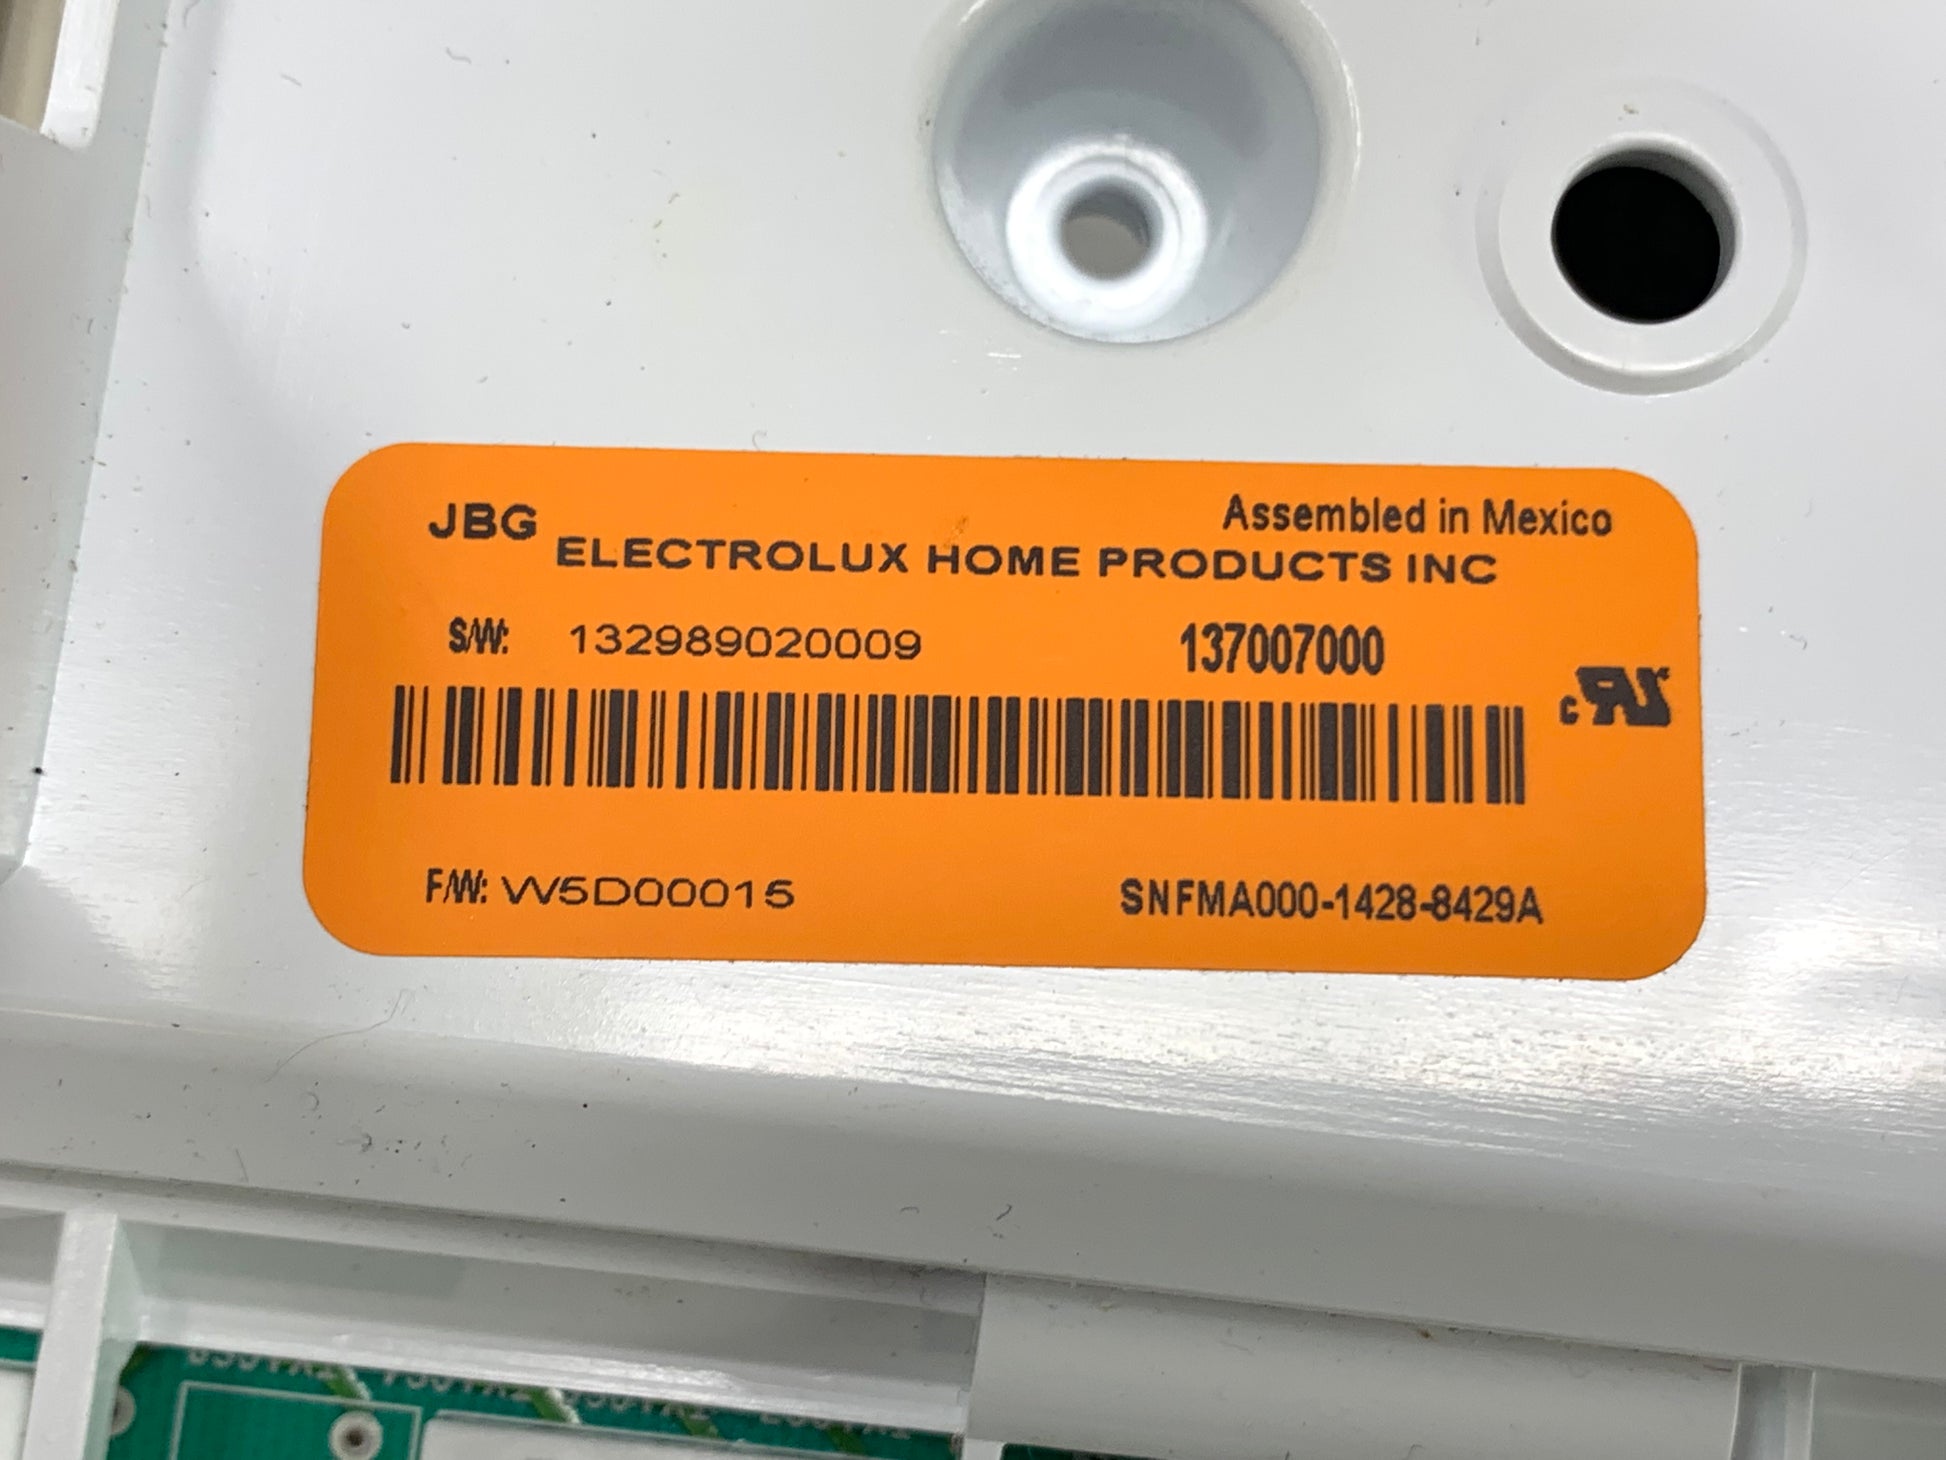 JBG
Assembled in Mexico
ELECTROLUX HOME PRODUCTS INC
S/W: 132989020009
137007000
c
F/W: W5D00015
SNFMA000-1428-8429A